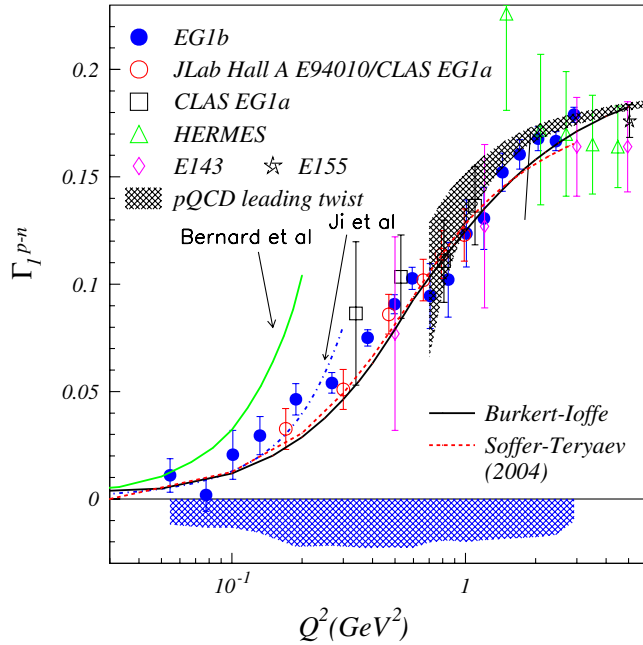 EG1b
JLab Hall A E94010/CLAS EG1a
CLAS EG1a
HERMES
E143 E155
pQCD leading twist
Bernard et al
Ji et al
Burkert-Ioffe
Soffer-Teryaev
(2004)
0.2
0.15
0.1
0.05
0
Γ₁ᵖ⁻ⁿ
10⁻¹ 1
Q²(GeV²)